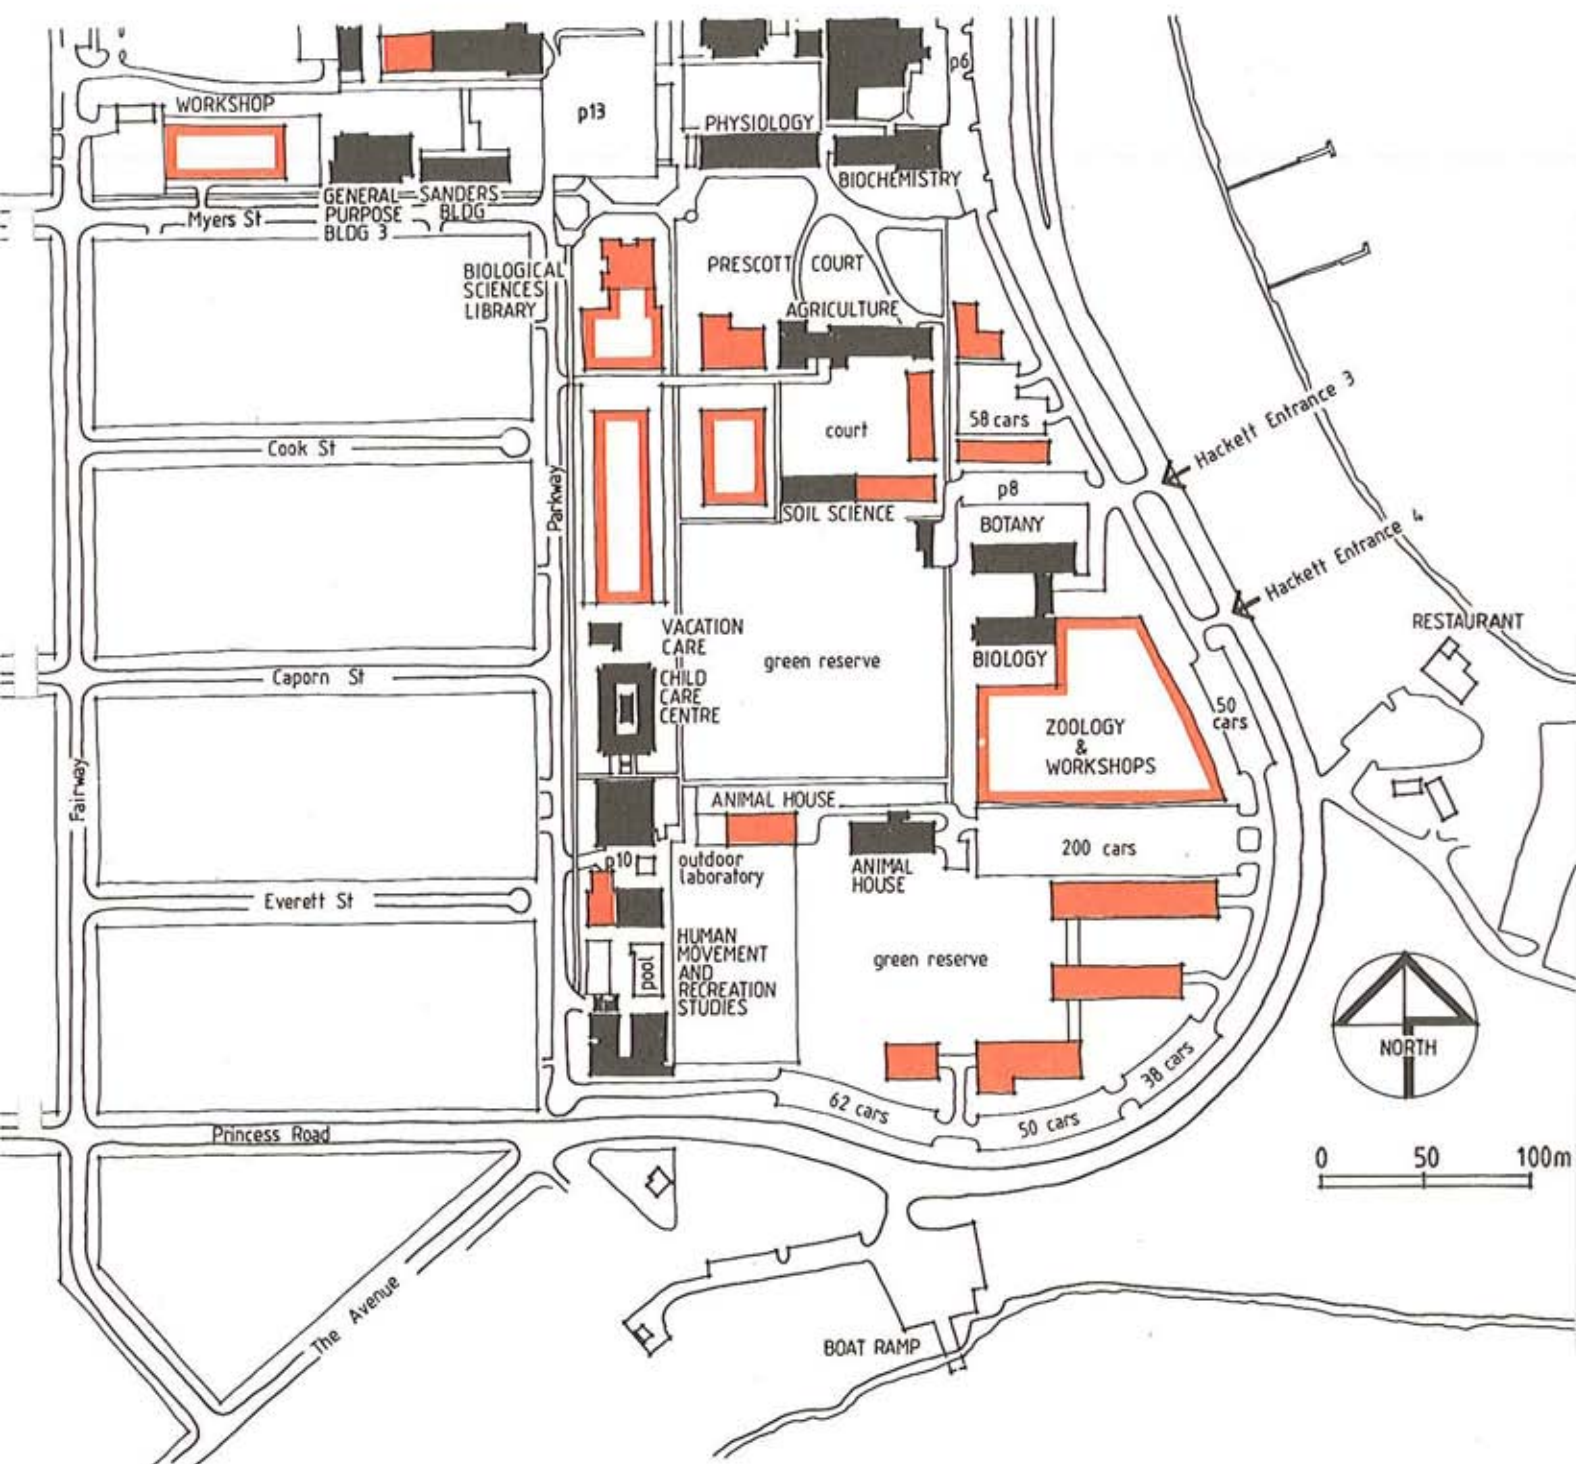 p6
WORKSHOP
p13
PHYSIOLOGY
BIOCHEMISTRY
GENERAL
PURPOSE
BLDG 3
SANDERS
BLDG
Myers St
BIOLOGICAL
SCIENCES
LIBRARY
PRESCOTT COURT
AGRICULTURE
Hackett Entrance 3
58 cars
court
Cook St
Parkway
p8
SOIL SCIENCE
BOTANY
Hackett Entrance 4
RESTAURANT
VACATION
CARE
CHILD
CARE
CENTRE
green reserve
BIOLOGY
Caporn St
50
cars
ZOOLOGY
&
WORKSHOPS
Fairway
ANIMAL HOUSE
200 cars
p10
outdoor
laboratory
ANIMAL
HOUSE
Everett St
HUMAN
MOVEMENT
AND
RECREATION
STUDIES
pool
green reserve
NORTH
38 cars
62 cars
50 cars
Princess Road
0 50 100m
The Avenue
BOAT RAMP